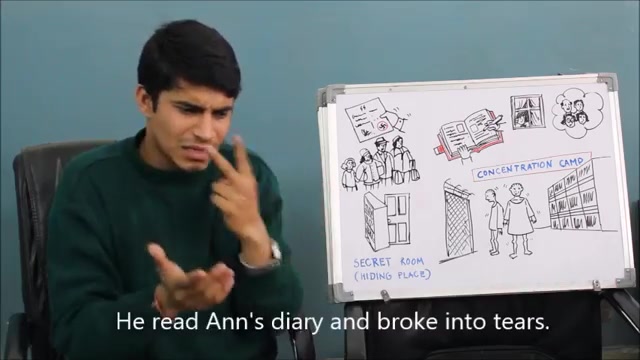 CONCENTRATION CAMP
SECRET ROOM
(HIDING PLACE)
He read Ann's diary and broke into tears.